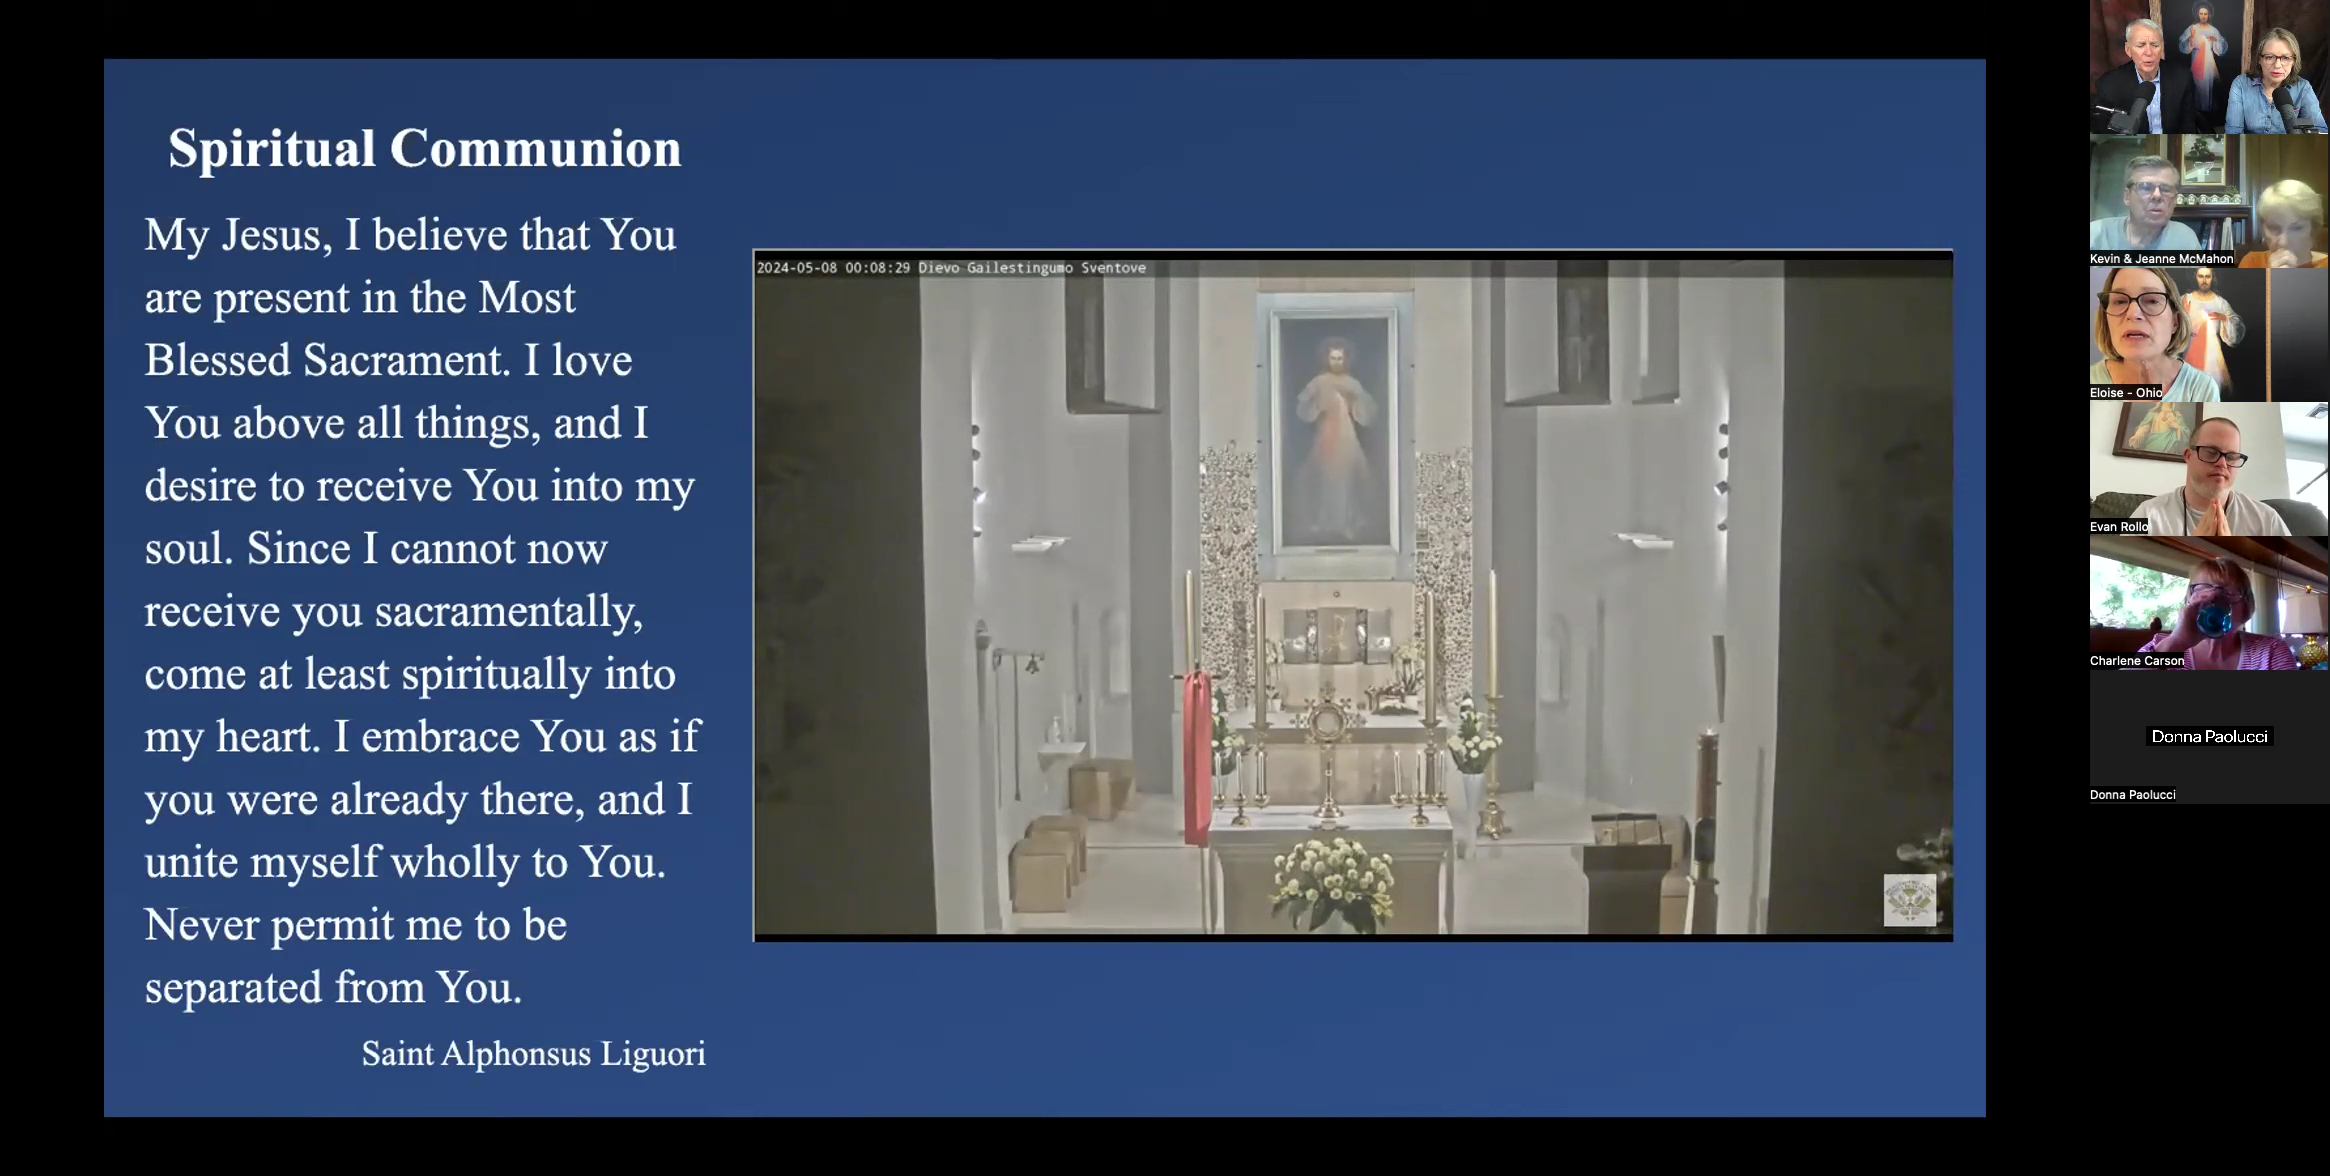 Spiritual Communion
My Jesus, I believe that You
are present in the Most
Blessed Sacrament. I love
You above all things, and I
desire to receive You into my
soul. Since I cannot now
receive you sacramentally,
come at least spiritually into
my heart. I embrace You as if
you were already there, and I
unite myself wholly to You.
Never permit me to be
separated from You.
Saint Alphonsus Liguori
2024-05-08 00:08:29 Dievo Gailestingumo Sventove
Kevin & Jeanne McMahon
Eloise - Ohio
Evan Rollo
Charlene Carson
Donna Paolucci
Donna Paolucci